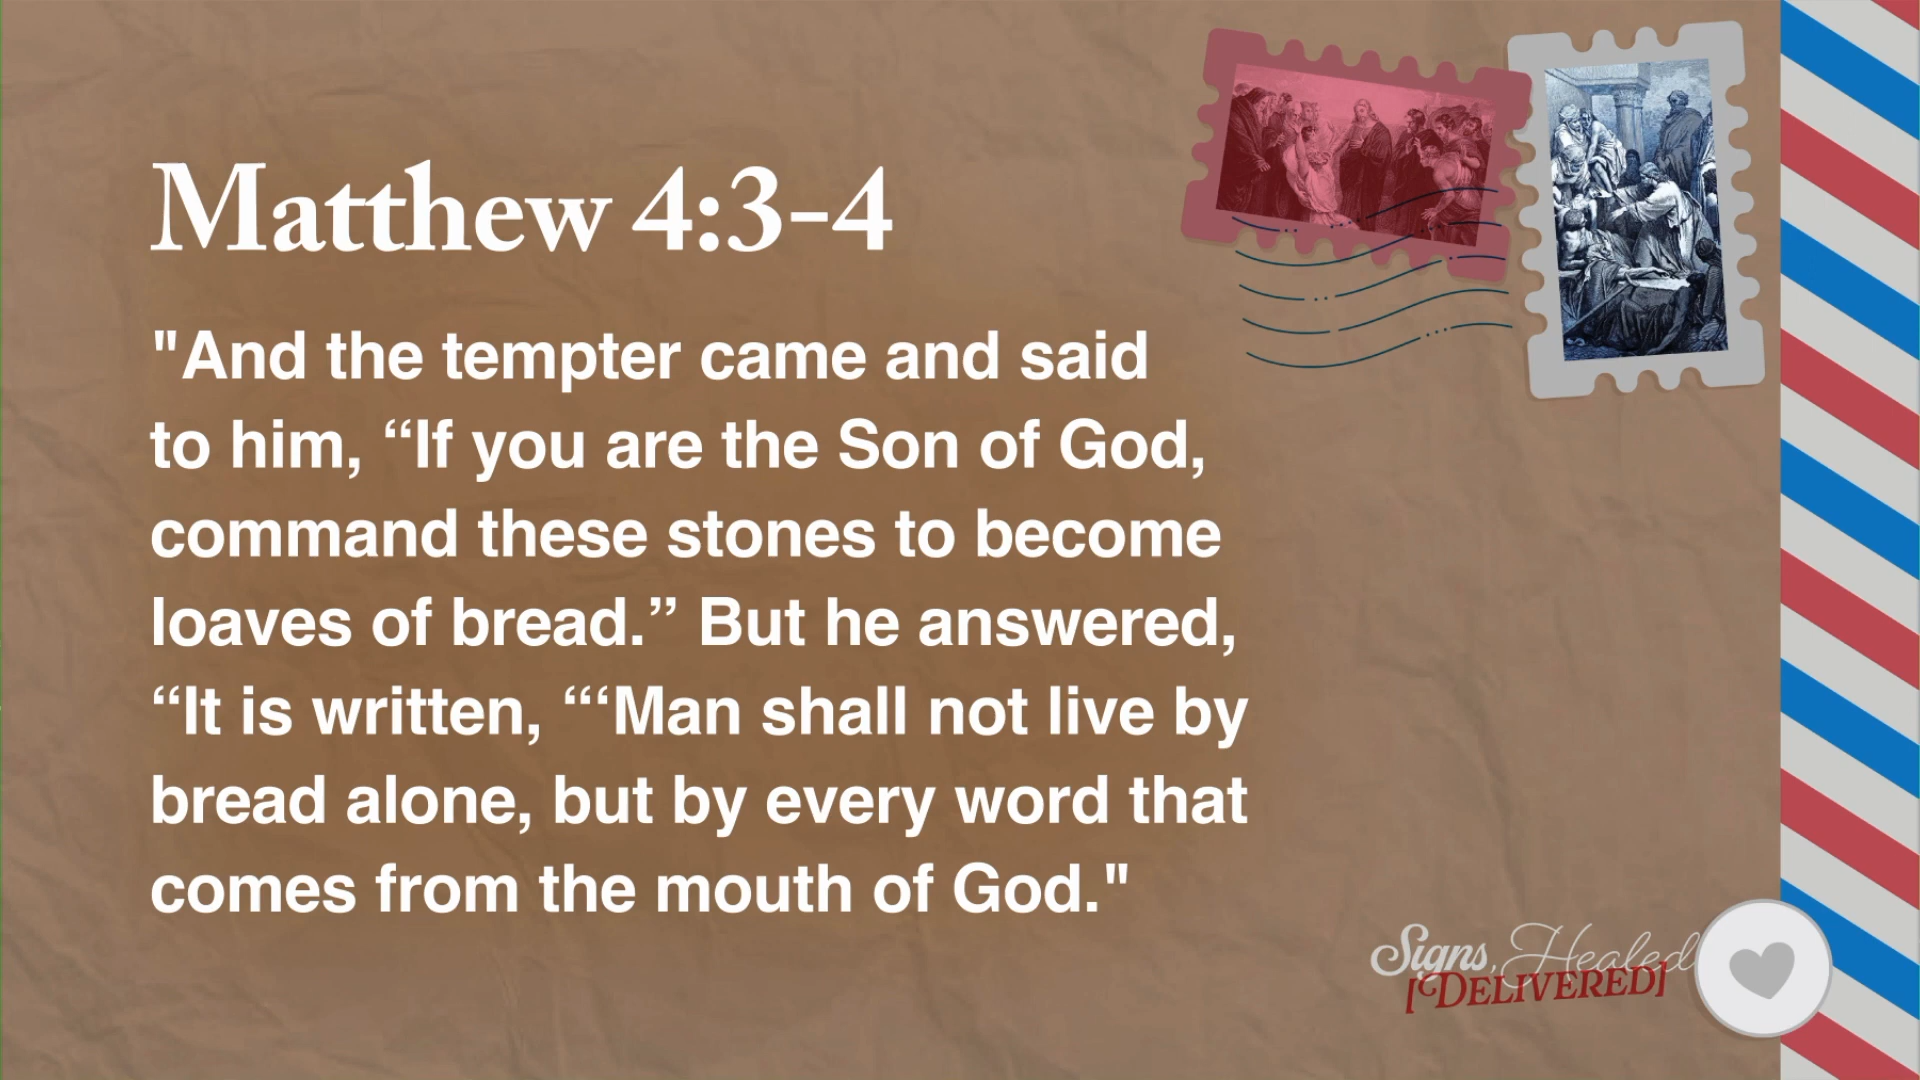 Matthew 4:3-4
"And the tempter came and said
to him, “If you are the Son of God,
command these stones to become
loaves of bread.” But he answered,
“It is written, “‘Man shall not live by
bread alone, but by every word that
comes from the mouth of God."
Signs, Healed
[DELIVERED]